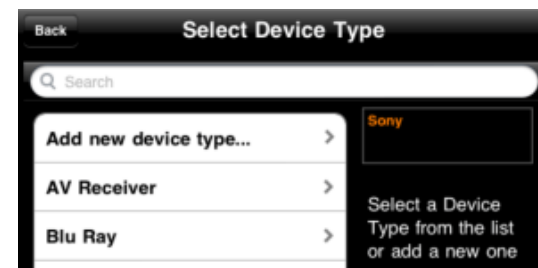 Back
Select Device Type
Search
Add new device type...
AV Receiver
Blu Ray
Sony
Select a Device
Type from the list
or add a new one